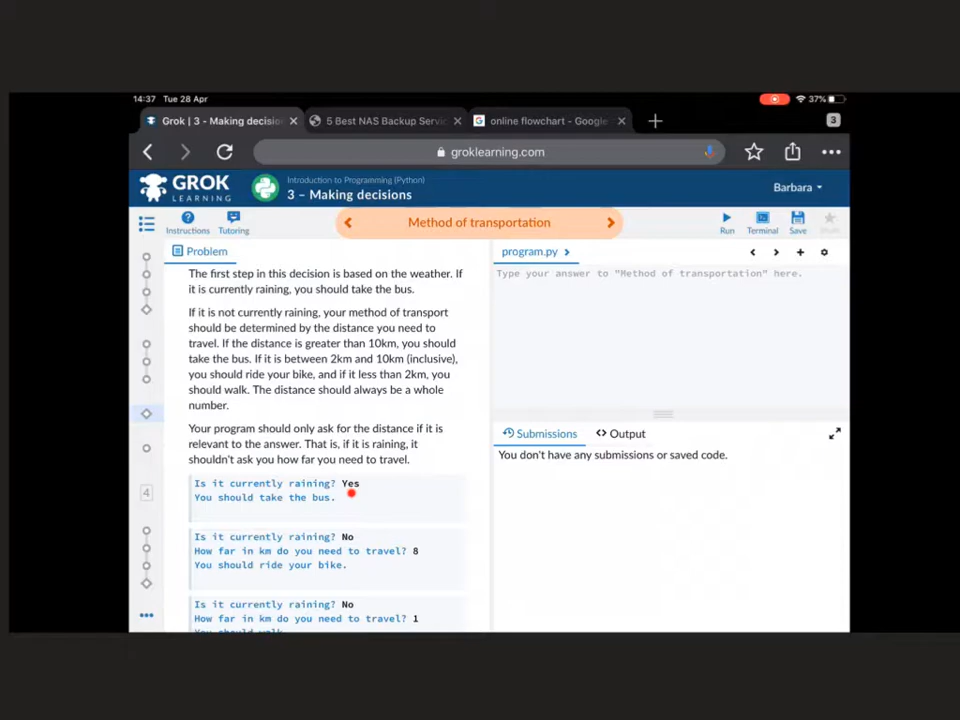 14:37 Tue 28 Apr
37%
Grok | 3 - Making decisio
5 Best NAS Backup Servic
online flowchart - Google
3
groklearning.com
GROK
LEARNING
Introduction to Programming (Python)
3 – Making decisions
Barbara
Instructions
Tutoring
Method of transportation
Run
Terminal
Save
Problem
program.py
The first step in this decision is based on the weather. If
it is currently raining, you should take the bus.
If it is not currently raining, your method of transport
should be determined by the distance you need to
travel. If the distance is greater than 10km, you should
take the bus. If it is between 2km and 10km (inclusive),
you should ride your bike, and if it less than 2km, you
should walk. The distance should always be a whole
number.
Your program should only ask for the distance if it is
relevant to the answer. That is, if it is raining, it
shouldn't ask you how far you need to travel.
Is it currently raining? Yes
You should take the bus.
Is it currently raining? No
How far in km do you need to travel? 8
You should ride your bike.
Is it currently raining? No
How far in km do you need to travel? 1
You should walk.
4
Type your answer to "Method of transportation" here.
Submissions
Output
You don't have any submissions or saved code.